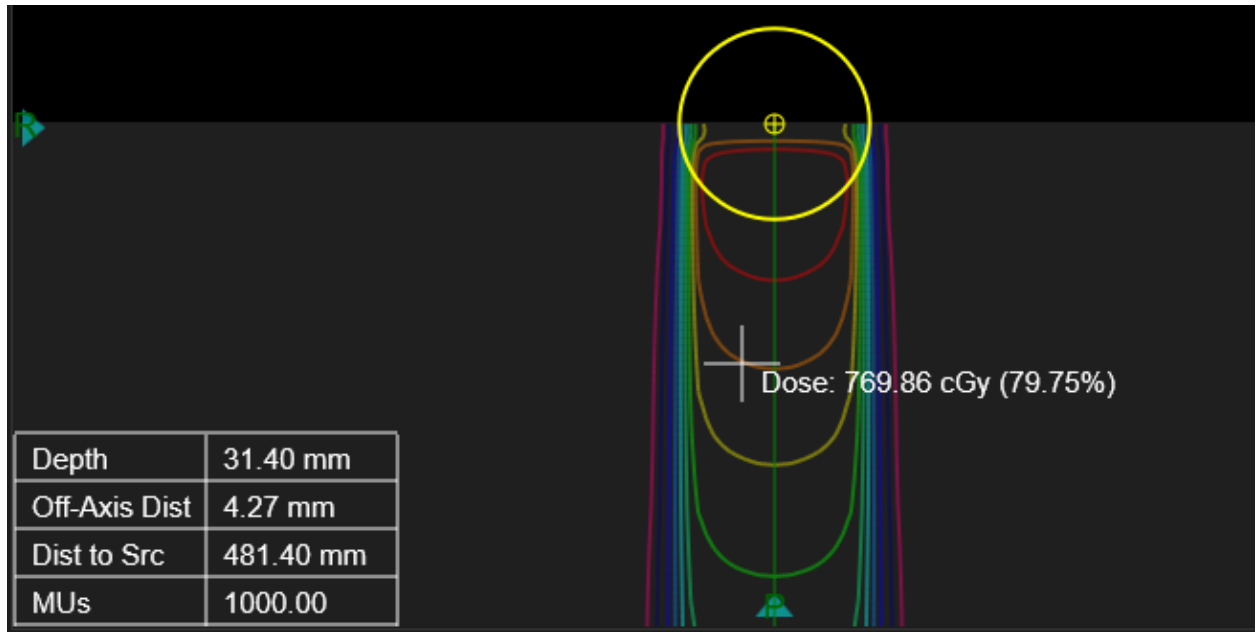 R
Dose: 769.86 cGy (79.75%)
Depth 31.40 mm
Off-Axis Dist 4.27 mm
Dist to Src 481.40 mm
MUs 1000.00
P